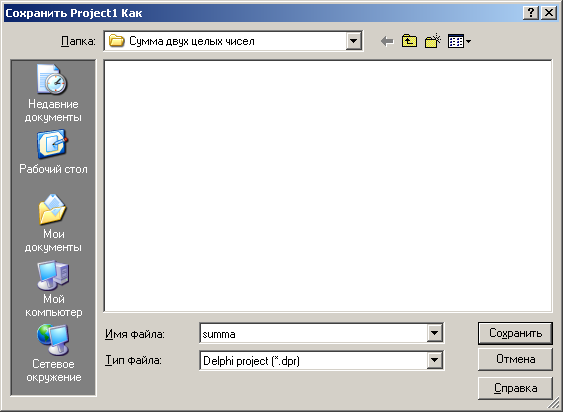 Сохранить Project1 Как
Папка:
Сумма двух целых чисел
Недавние
документы
Рабочий стол
Мои
документы
Мой
компьютер
Сетевое
окружение
Имя файла:
summa
Сохранить
Тип файла:
Delphi project (*.dpr)
Отмена
Справка